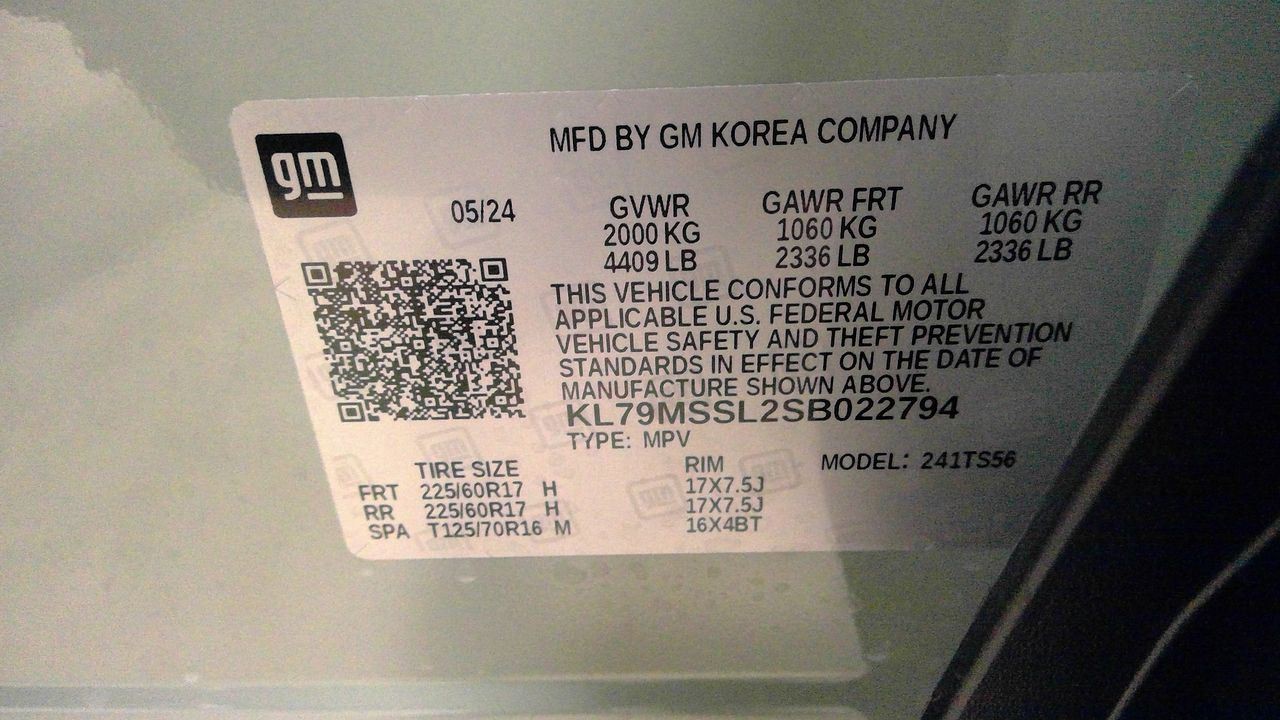 gm
MFD BY GM KOREA COMPANY
05/24 GVWR GAWR FRT GAWR RR
2000 KG 1060 KG 1060 KG
4409 LB 2336 LB 2336 LB
THIS VEHICLE CONFORMS TO ALL
APPLICABLE U.S. FEDERAL MOTOR
VEHICLE SAFETY AND THEFT PREVENTION
STANDARDS IN EFFECT ON THE DATE OF
MANUFACTURE SHOWN ABOVE.
KL79MSSL2SB022794
TYPE: MPV
TIRE SIZE RIM MODEL: 241TS56
FRT 225/60R17 H 17X7.5J
RR 225/60R17 H 17X7.5J
SPA T125/70R16 M 16X4BT